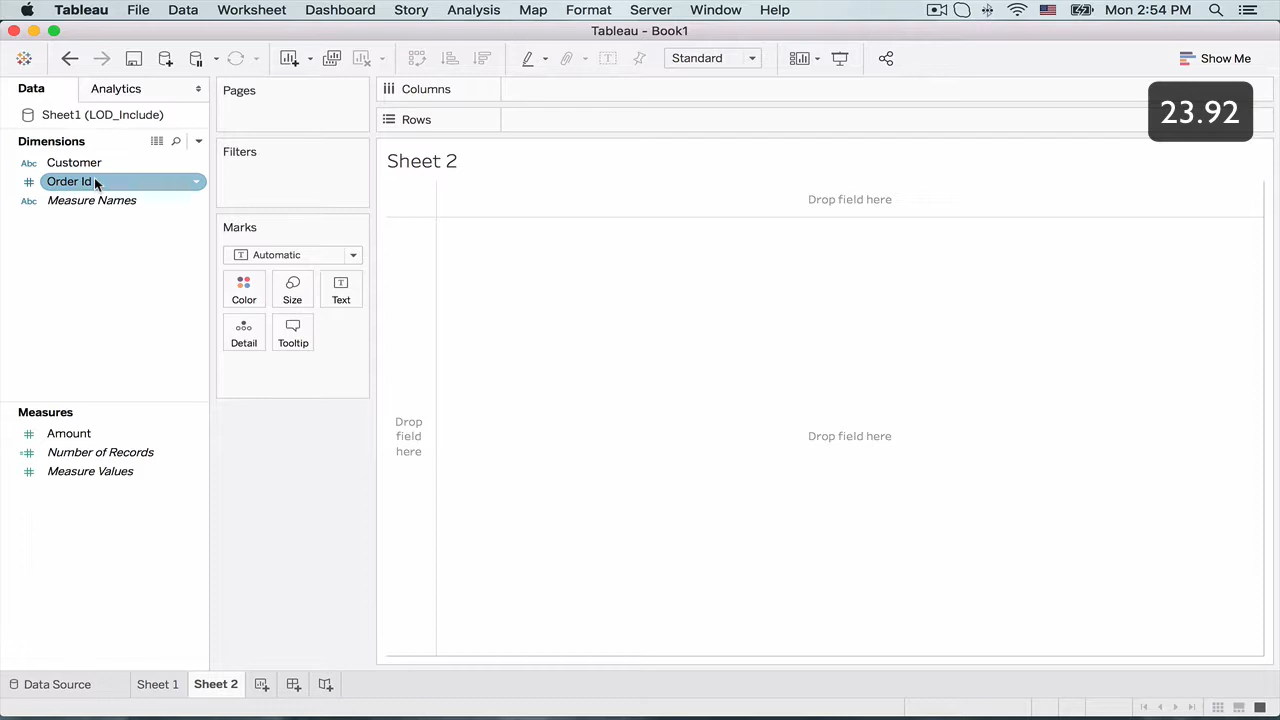 Tableau File Data Worksheet Dashboard Story Analysis Map Format Server Window Help Mon 2:54 PM
Tableau - Book1
Standard Show Me
Data Analytics Pages Columns
23.92
Sheet1 (LOD_Include) Rows
Dimensions Filters Sheet 2
Abc Customer
Order Id
Abc Measure Names
Drop field here
Marks
Automatic
Color Size Text
Detail Tooltip
Measures
Amount
Number of Records
Measure Values
Drop
field
here
Drop field here
Data Source Sheet 1 Sheet 2